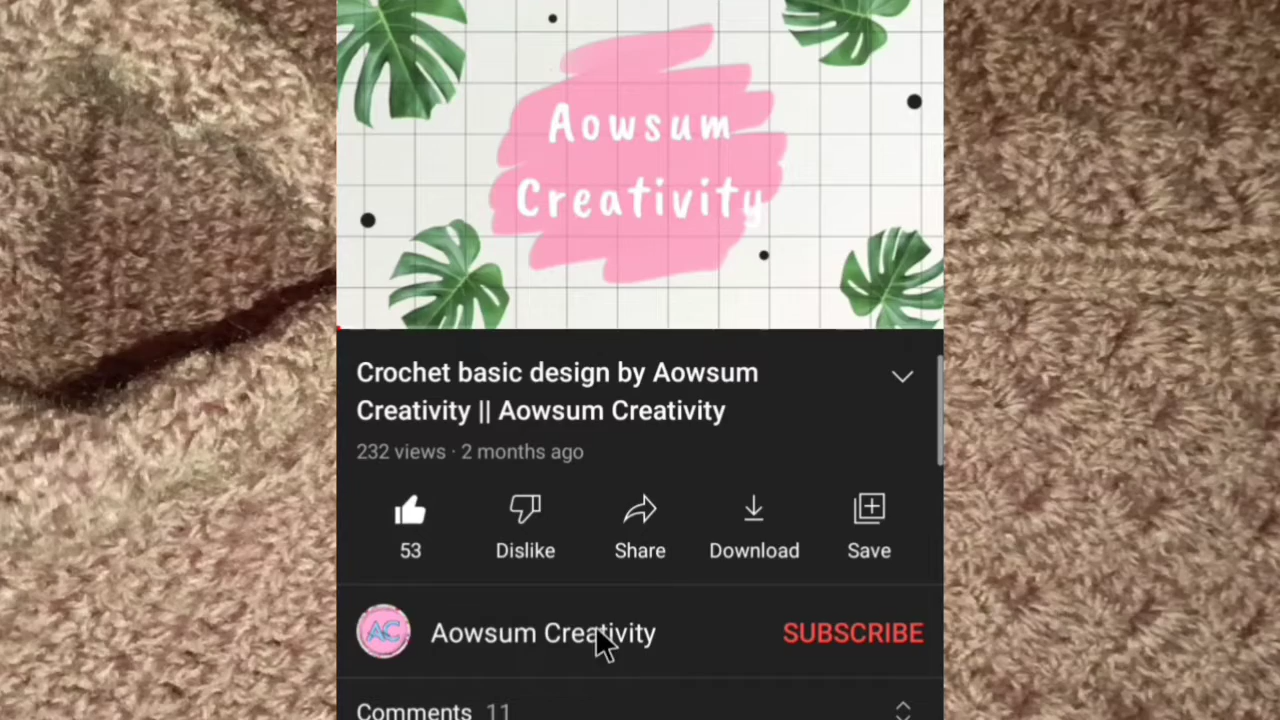 Aowsum
Creativity
Crochet basic design by Aowsum
Creativity || Aowsum Creativity
232 views · 2 months ago
53 Dislike Share Download Save
AC Aowsum Creativity SUBSCRIBE
Comments 11